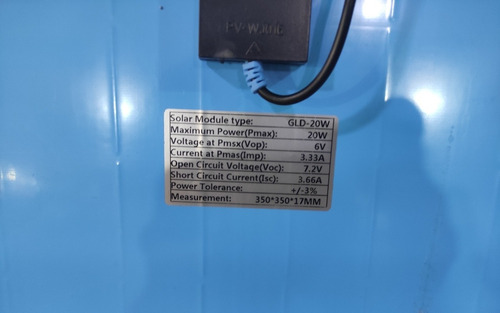 PV-WJ01C
Solar Module type: GLD-20W
Maximum Power(Pmax): 20W
Voltage at Pmsx(Vop): 6V
Current at Pmas(Imp): 3.33A
Open Circuit Voltage(Voc): 7.2V
Short Circuit Current(Isc): 3.66A
Power Tolerance: +/-3%
Measurement: 350*350*17MM